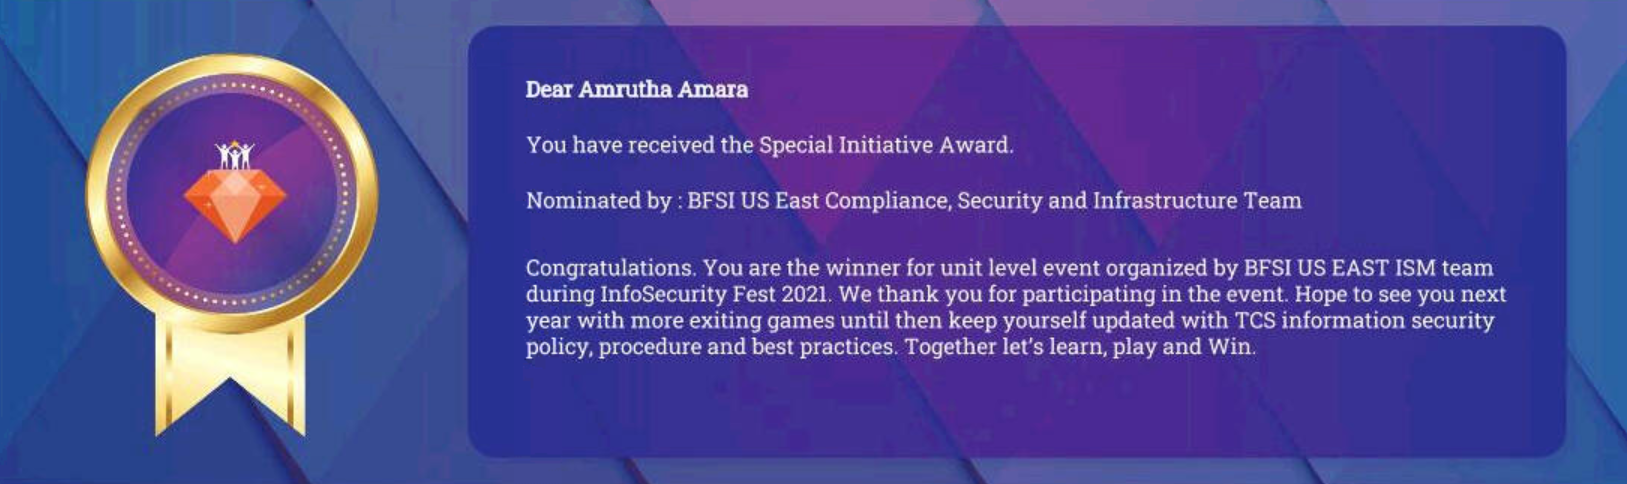 Dear Amrutha Amara
You have received the Special Initiative Award.
Nominated by : BFSI US East Compliance, Security and Infrastructure Team
Congratulations. You are the winner for unit level event organized by BFSI US EAST ISM team
during InfoSecurity Fest 2021. We thank you for participating in the event. Hope to see you next
year with more exiting games until then keep yourself updated with TCS information security
policy, procedure and best practices. Together let's learn, play and Win.